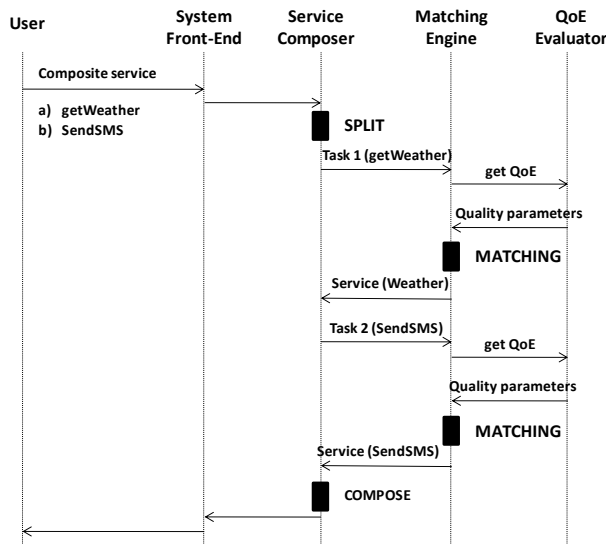 User
System
Front-End
Service
Composer
Matching
Engine
QoE
Evaluator
Composite service
a) getWeather
b) SendSMS
SPLIT
Task 1 (getWeather)
get QoE
Quality parameters
MATCHING
Service (Weather)
Task 2 (SendSMS)
get QoE
Quality parameters
MATCHING
Service (SendSMS)
COMPOSE